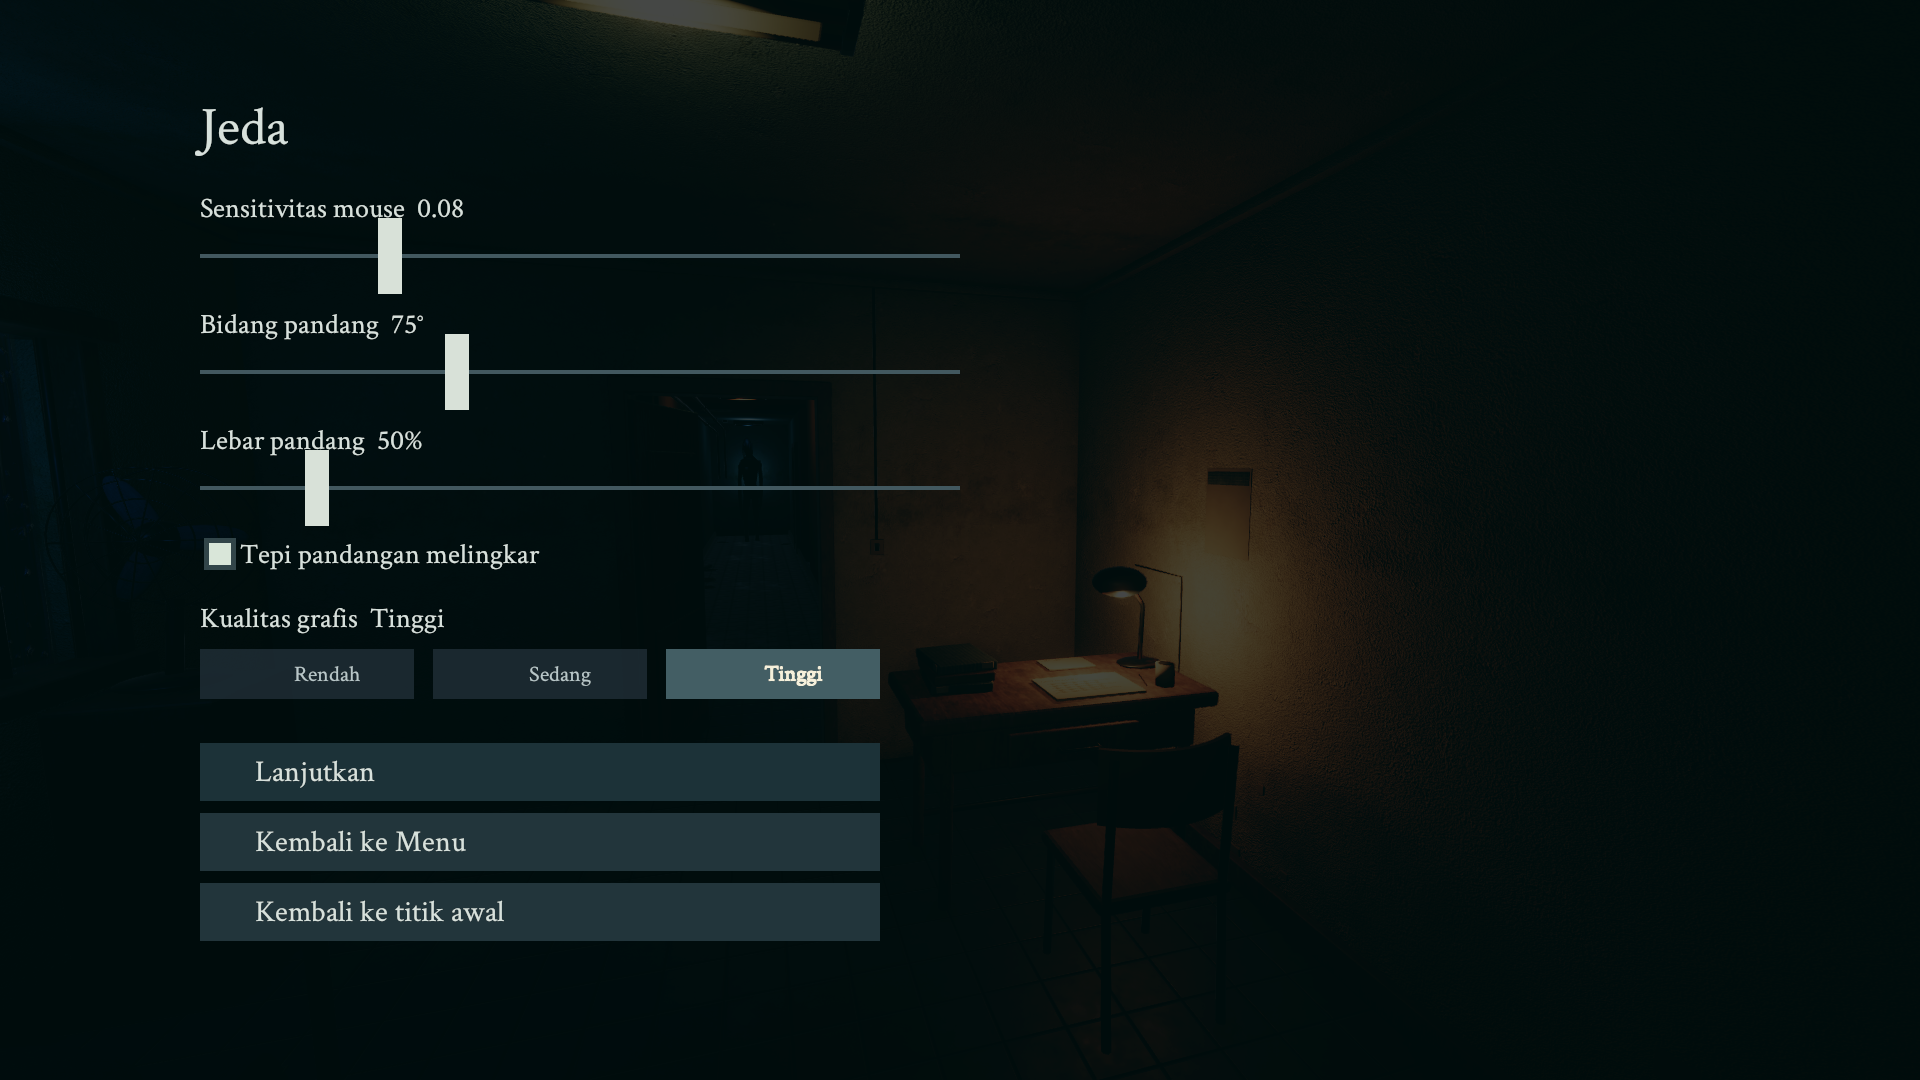 Jeda
Sensitivitas mouse 0.08
Bidang pandang 75°
Lebar pandang 50%
Tepi pandangan melingkar
Kualitas grafis Tinggi
Rendah Sedang Tinggi
Lanjutkan
Kembali ke Menu
Kembali ke titik awal